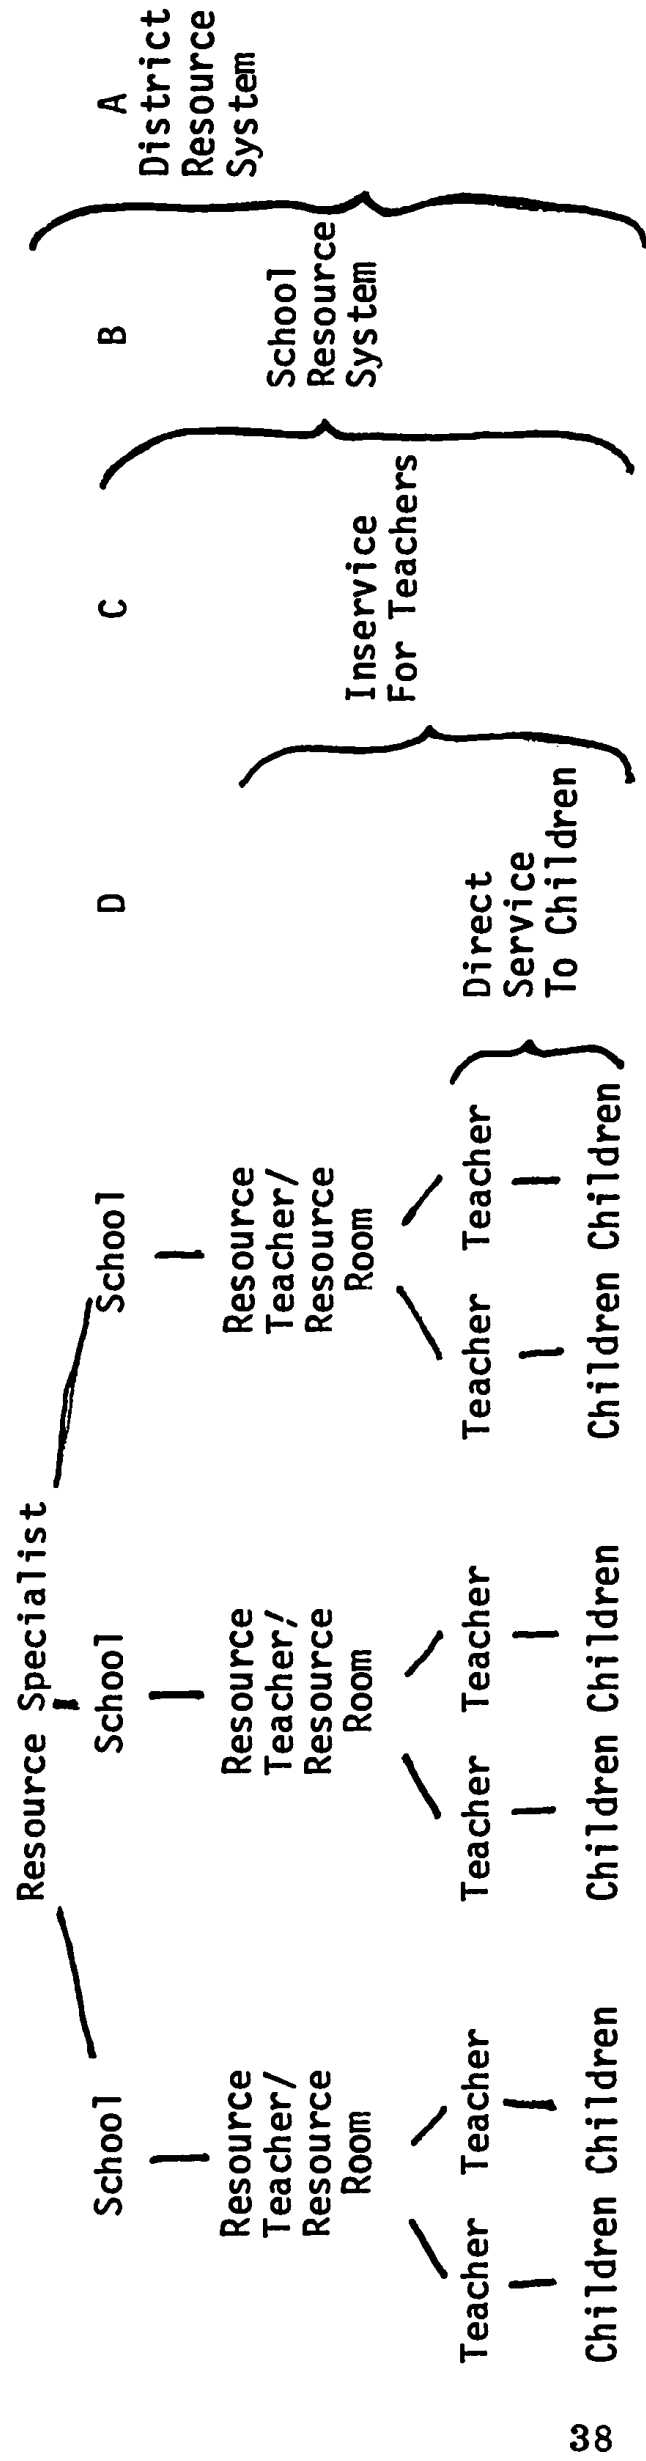 Resource Specialist
School School School
Resource Resource Resource
Teacher/ Teacher/ Teacher/
Resource Resource Resource
Room Room Room
Teacher Teacher Teacher Teacher Teacher Teacher
Children Children Children Children Children Children
D
Direct
Service
To Children
C
Inservice
For Teachers
B
School
Resource
System
A
District
Resource
System
38